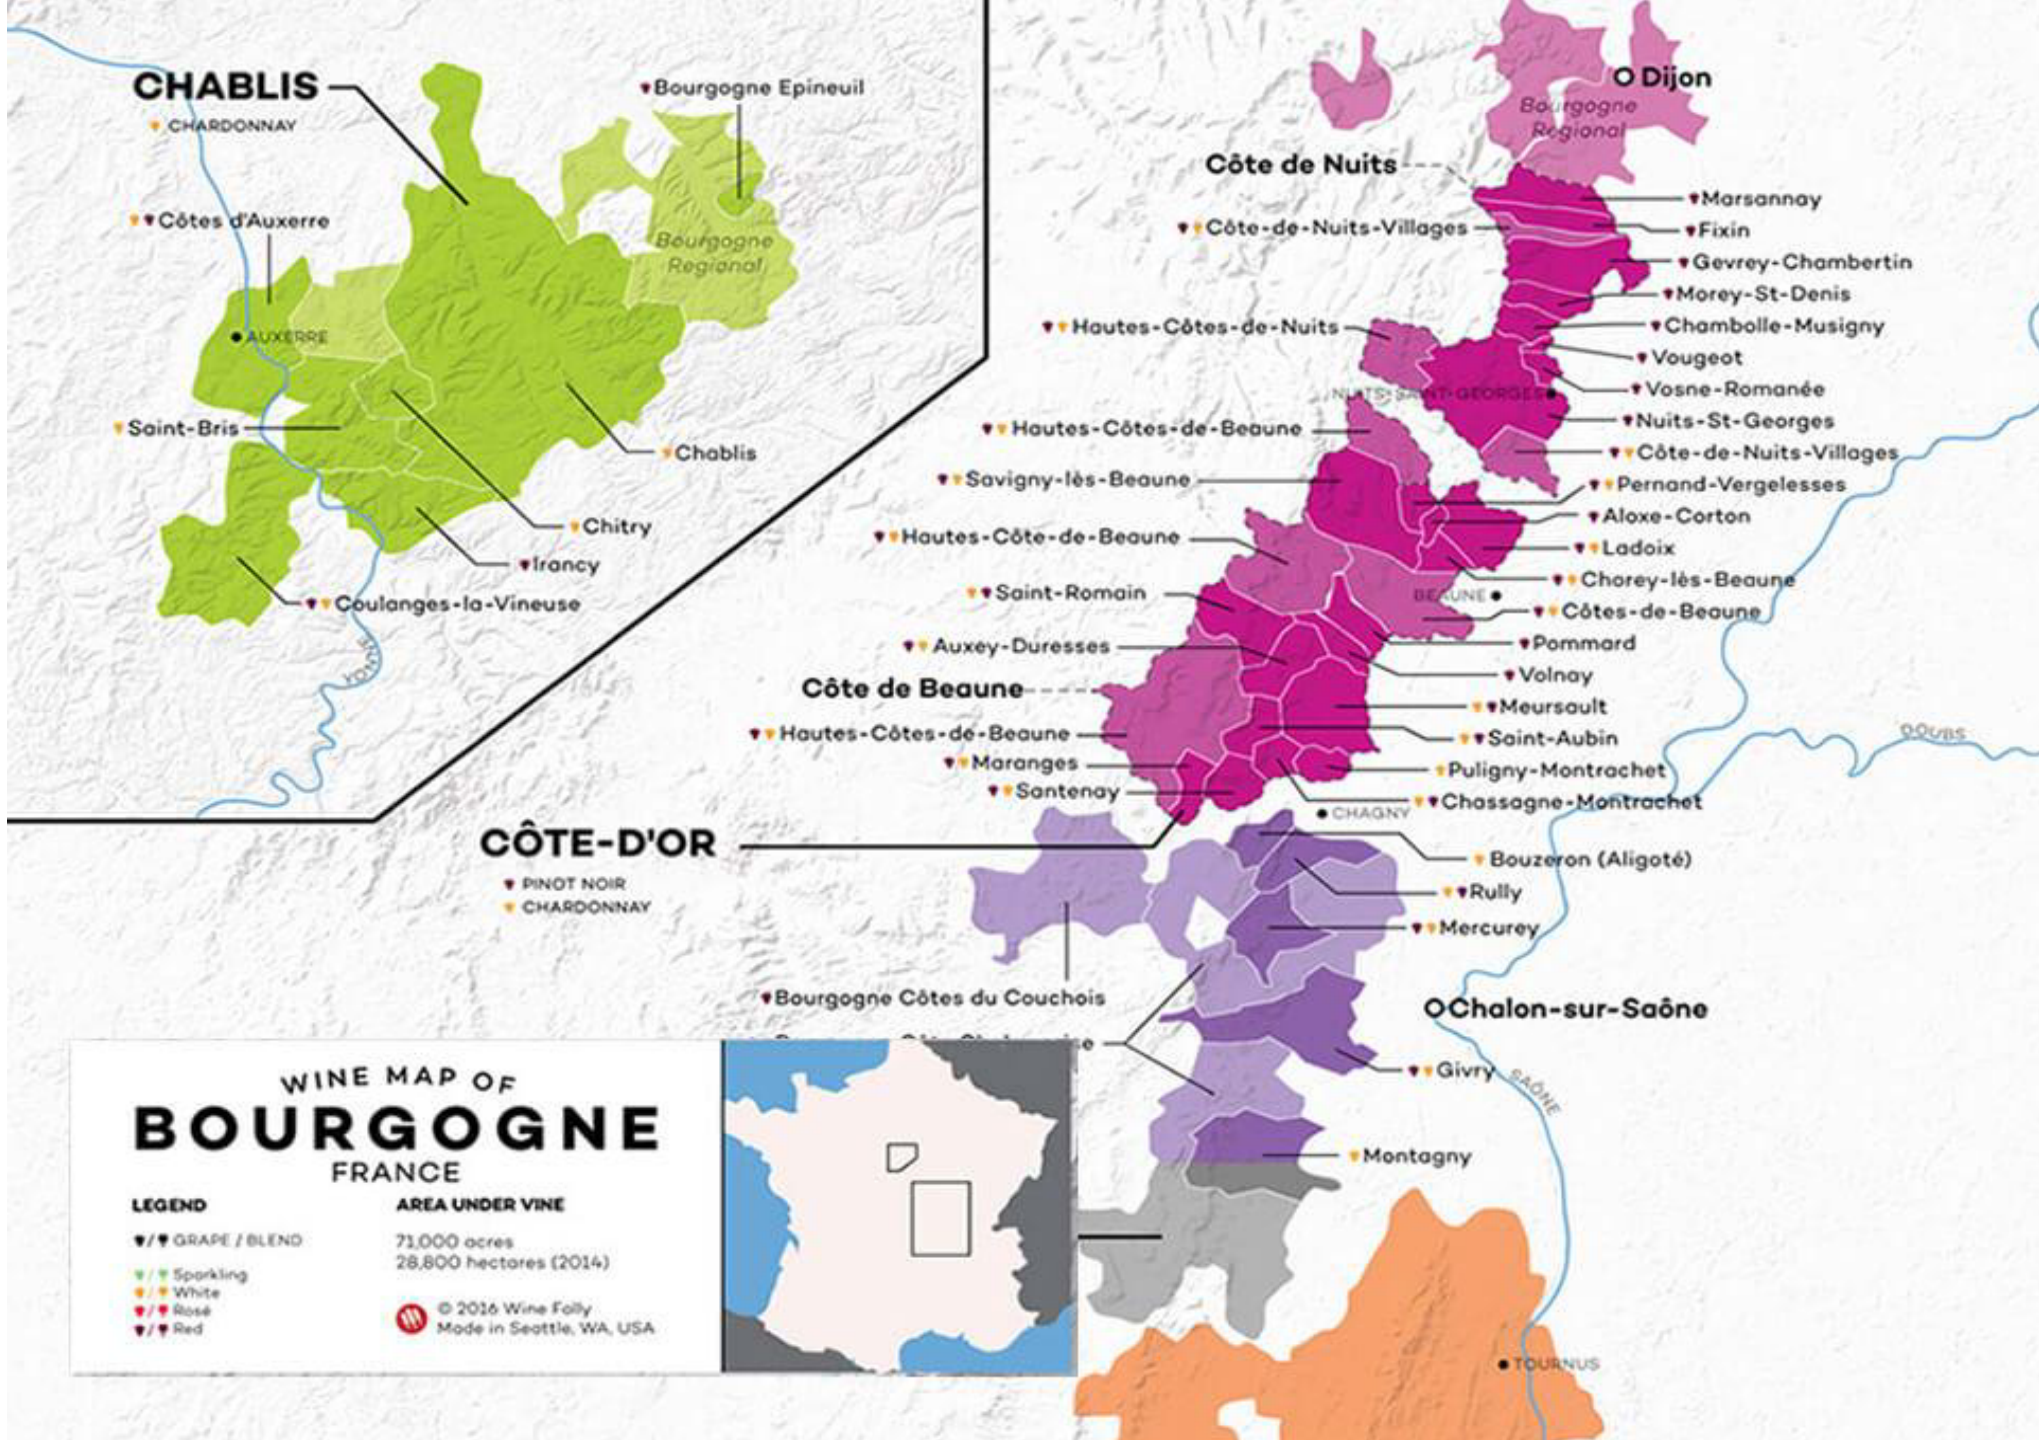 CHABLIS
CHARDONNAY
Bourgogne Epineuil
Côtes d'Auxerre
Bourgogne
Regional
AUXERRE
Saint-Bris
Chablis
Chitry
Irancy
Coulanges-la-Vineuse
YONNE
Dijon
Bourgogne
Regional
Côte de Nuits
Marsannay
Côte-de-Nuits-Villages
Fixin
Gevrey-Chambertin
Morey-St-Denis
Hautes-Côtes-de-Nuits
Chambolle-Musigny
Vougeot
NUITS-SAINT-GEORGES
Vosne-Romanée
Nuits-St-Georges
Hautes-Côtes-de-Beaune
Côte-de-Nuits-Villages
Savigny-lès-Beaune
Pernand-Vergelesses
Aloxe-Corton
Hautes-Côte-de-Beaune
Ladoix
Chorey-lès-Beaune
Saint-Romain
BEAUNE
Côtes-de-Beaune
Auxey-Duresses
Pommard
Volnay
Côte de Beaune
Meursault
Hautes-Côtes-de-Beaune
Saint-Aubin
DOUBS
Maranges
Puligny-Montrachet
Santenay
Chassagne-Montrachet
CHAGNY
CÔTE-D'OR
PINOT NOIR
CHARDONNAY
Bouzeron (Aligoté)
Rully
Mercurey
Bourgogne Côtes du Couchois
Chalon-sur-Saône
Givry
SAÔNE
Montagny
TOURNUS
WINE MAP OF
BOURGOGNE
FRANCE
LEGEND
GRAPE / BLEND
Sparkling
White
Rosé
Red
AREA UNDER VINE
71,000 acres
28,800 hectares (2014)
© 2016 Wine Folly
Made in Seattle, WA, USA